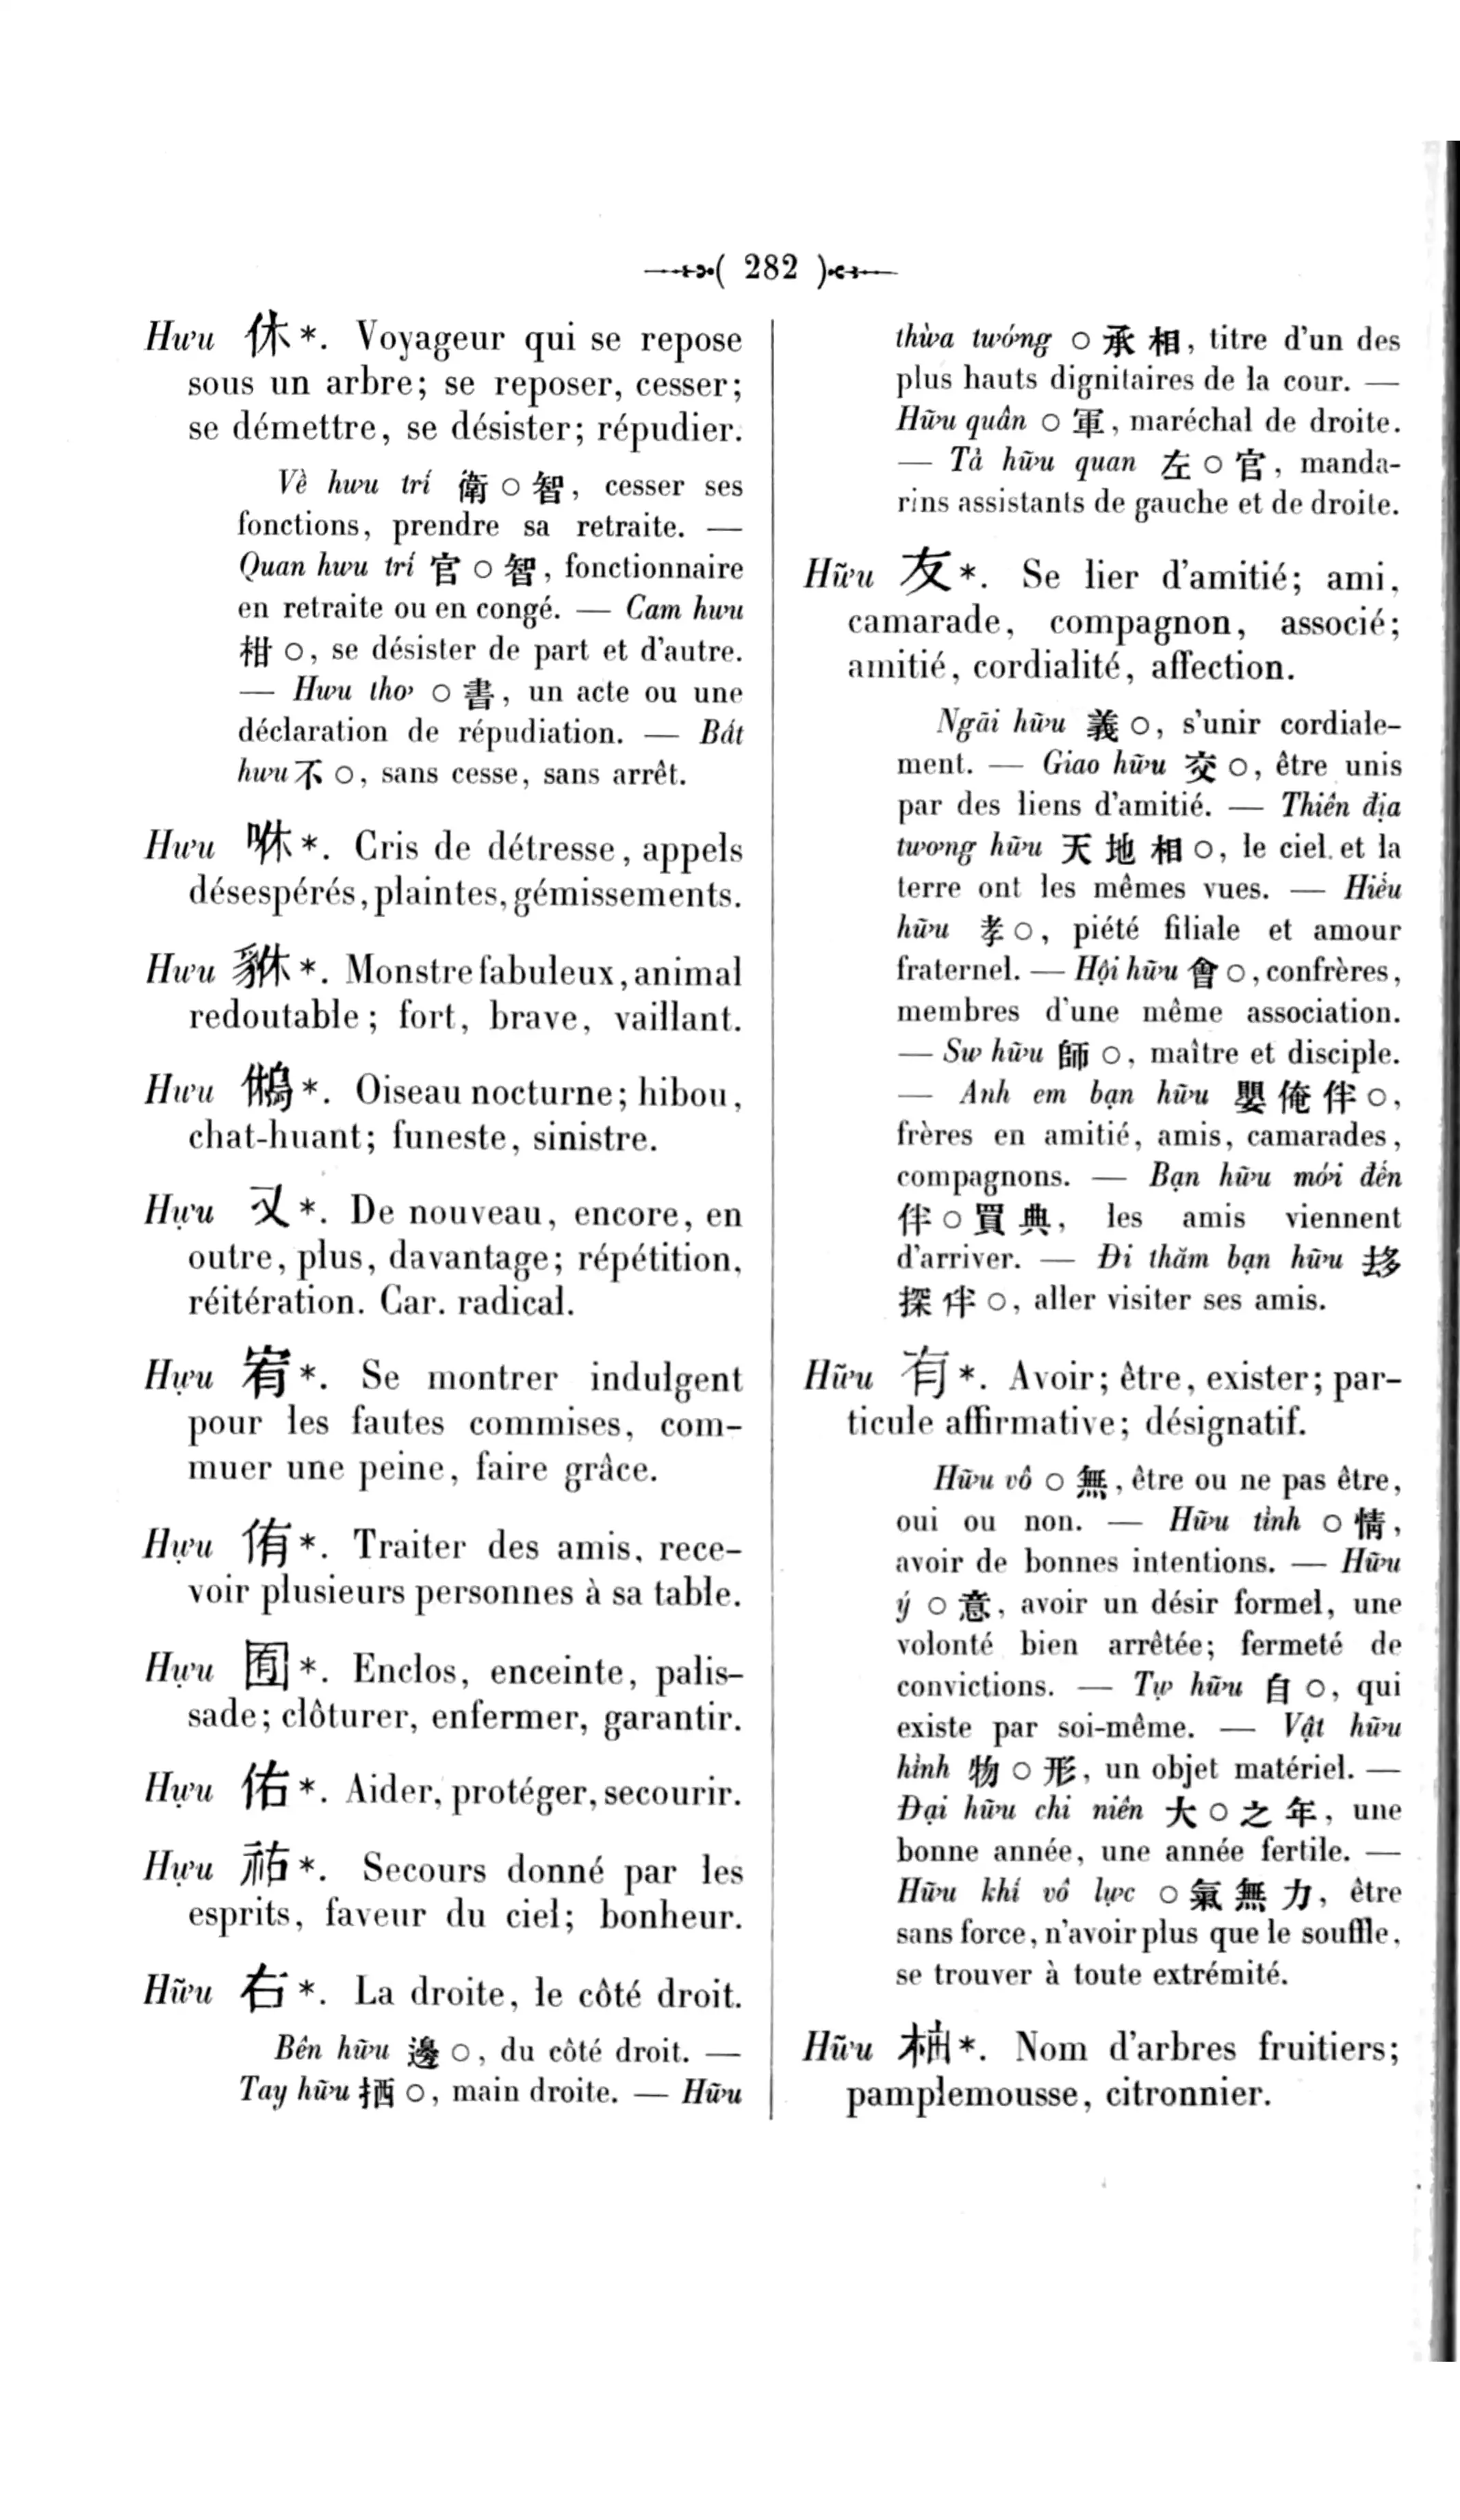 ( 282 )
Hưu 休*. Voyageur qui se repose
sous un arbre; se reposer, cesser;
se démettre, se désister; répudier.
Về hưu trí 衛○智, cesser ses
fonctions, prendre sa retraite. —
Quan hưu trí 官○智, fonctionnaire
en retraite ou en congé. — Cam hưu
柑○, se désister de part et d'autre.
— Hưu thơ ○書, un acte ou une
déclaration de répudiation. — Bất
hưu 不○, sans cesse, sans arrêt.
Hưu 咻*. Cris de détresse, appels
désespérés, plaintes, gémissements.
Hưu 貅*. Monstre fabuleux, animal
redoutable; fort, brave, vaillant.
Hưu 鵂*. Oiseau nocturne; hibou,
chat-huant; funeste, sinistre.
Hựu 又*. De nouveau, encore, en
outre, plus, davantage; répétition,
réitération. Car. radical.
Hựu 宥*. Se montrer indulgent
pour les fautes commises, com-
muer une peine, faire grâce.
Hựu 侑*. Traiter des amis, rece-
voir plusieurs personnes à sa table.
Hựu 囿*. Enclos, enceinte, palis-
sade; clôturer, enfermer, garantir.
Hựu 佑*. Aider, protéger, secourir.
Hựu 祐*. Secours donné par les
esprits, faveur du ciel; bonheur.
Hữu 右*. La droite, le côté droit.
Bên hữu 邊○, du côté droit. —
Tay hữu 拪○, main droite. — Hữu
thừa tướng ○承相, titre d'un des
plus hauts dignitaires de la cour. —
Hữu quân ○軍, maréchal de droite.
— Tả hữu quan 左○官, manda-
rins assistants de gauche et de droite.
Hữu 友*. Se lier d'amitié; ami,
camarade, compagnon, associé;
amitié, cordialité, affection.
Ngãi hữu 義○, s'unir cordiale-
ment. — Giao hữu 交○, être unis
par des liens d'amitié. — Thiên địa
tương hữu 天地相○, le ciel et la
terre ont les mêmes vues. — Hiếu
hữu 孝○, piété filiale et amour
fraternel. — Hội hữu 會○, confrères,
membres d'une même association.
— Sư hữu 師○, maître et disciple.
— Anh em bạn hữu 嬰俺伴○,
frères en amitié, amis, camarades,
compagnons. — Bạn hữu mới đến
伴○買典, les amis viennent
d'arriver. — Đi thăm bạn hữu 𠫾
探伴○, aller visiter ses amis.
Hữu 有*. Avoir; être, exister; par-
ticule affirmative; désignatif.
Hữu vô ○無, être ou ne pas être,
oui ou non. — Hữu tình ○情,
avoir de bonnes intentions. — Hữu
ý ○意, avoir un désir formel, une
volonté bien arrêtée; fermeté de
convictions. — Tự hữu 自○, qui
existe par soi-même. — Vật hữu
hình 物○形, un objet matériel. —
Đại hữu chi niên 大○之年, une
bonne année, une année fertile. —
Hữu khí vô lực ○氣無力, être
sans force, n'avoir plus que le souffle,
se trouver à toute extrémité.
Hữu 柚*. Nom d'arbres fruitiers;
pamplemousse, citronnier.